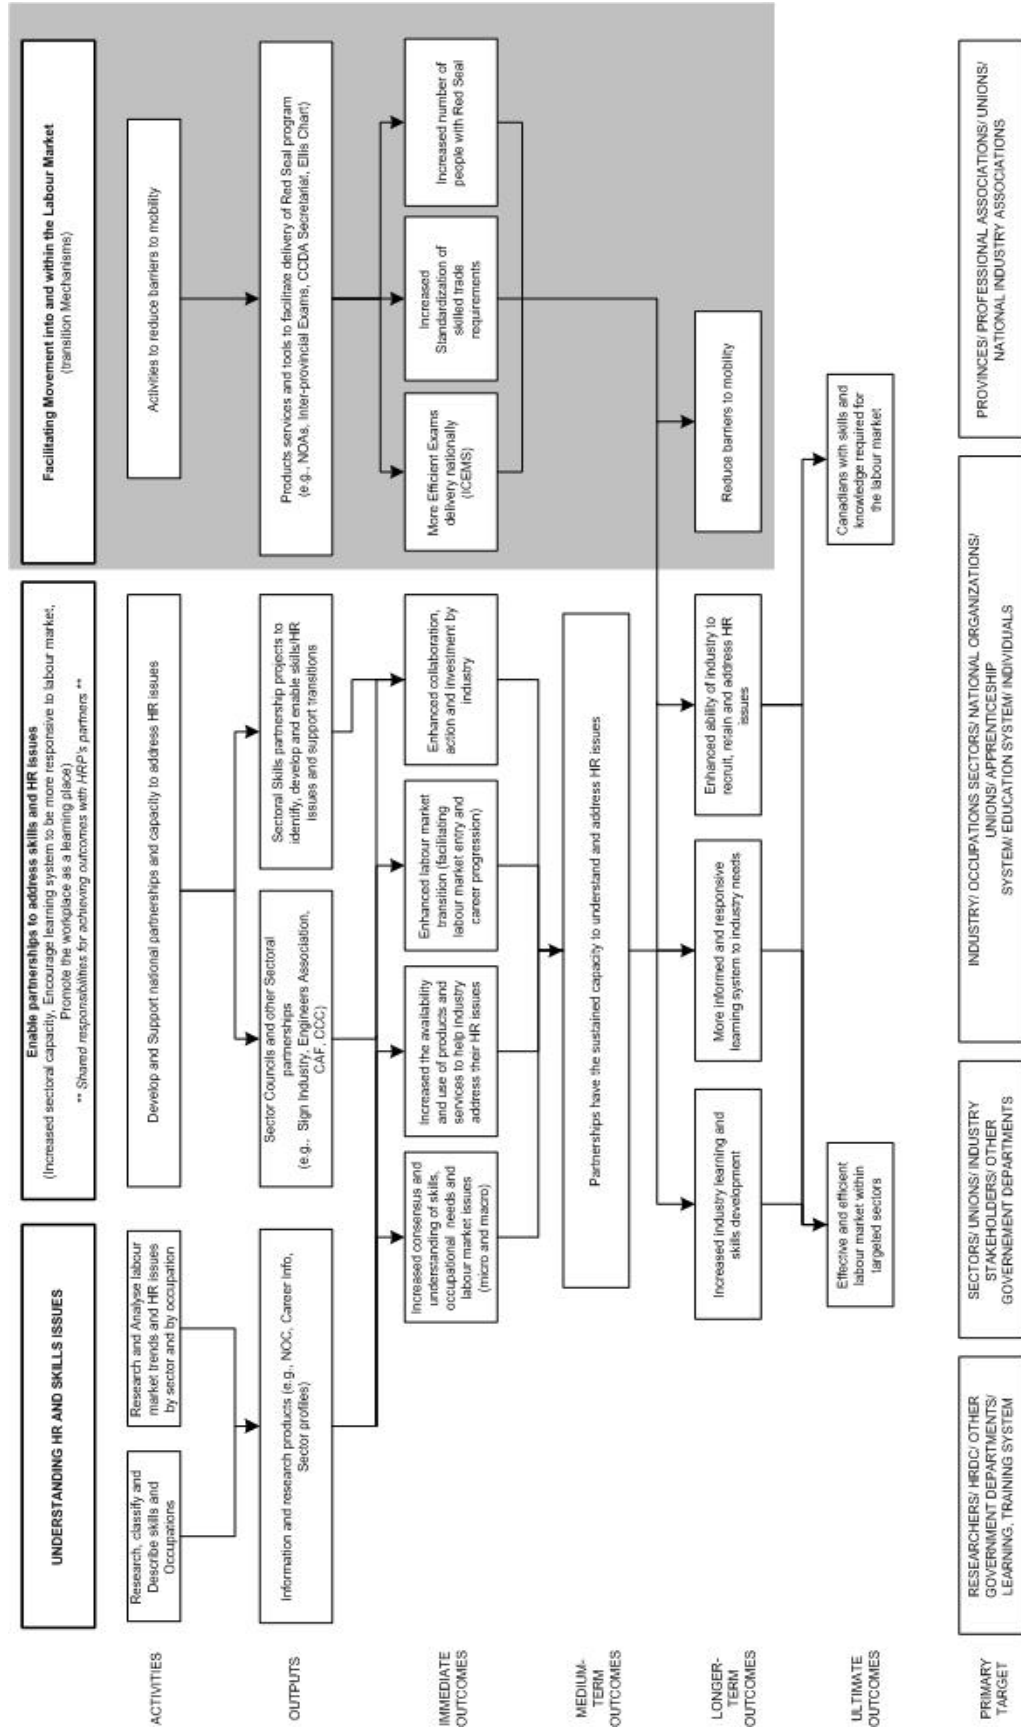 UNDERSTANDING HR AND SKILLS ISSUES
Enable partnerships to address skills and HR issues
(Increased sectoral capacity, Encourage learning system to be more responsive to labour market,
Promote the workplace as a learning place)
** Shared responsibilities for achieving outcomes with HRP's partners **
Facilitating Movement into and within the Labour Market
(transition Mechanisms)
ACTIVITIES
Research, classify and
Describe skills and
Occupations
Research and Analyse labour
market trends and HR issues
by sector and by occupation
Develop and Support national partnerships and capacity to address HR issues
Activities to reduce barriers to mobility
OUTPUTS
Information and research products (e.g., NOC, Career Info,
Sector profiles)
Sector Councils and other Sectoral
partnerships
(e.g., Sign Industry, Engineers Association,
CAF, CCC)
Sectoral Skills partnership projects to
identify, develop and enable skills/HR
issues and support transitions
Products services and tools to facilitate delivery of Red Seal program
(e.g., NOAs, Inter-provincial Exams, CCDA Secretariat, Ellis Chart)
IMMEDIATE
OUTCOMES
Increased consensus and
understanding of skills,
occupational needs and
labour market issues
(micro and macro)
Increased the availability
and use of products and
services to help industry
address their HR issues
Enhanced labour market
transition (facilitating
labour market entry and
career progression)
Enhanced collaboration,
action and investment by
industry
More Efficient Exams
delivery nationally
(ICEMS)
Increased
Standardization of
skilled trade
requirements
Increased number of
people with Red Seal
MEDIUM-
TERM
OUTCOMES
Partnerships have the sustained capacity to understand and address HR issues
LONGER-
TERM
OUTCOMES
Increased industry learning and
skills development
More informed and responsive
learning system to industry needs
Enhanced ability of industry to
recruit, retain and address HR
issues
Reduce barriers to mobility
ULTIMATE
OUTCOMES
Effective and efficient
labour market within
targeted sectors
Canadians with skills and
knowledge required for
the labour market
PRIMARY
TARGET
RESEARCHERS/ HRDC/ OTHER
GOVERNMENT DEPARTMENTS/
LEARNING, TRAINING SYSTEM
SECTORS/ UNIONS/ INDUSTRY
STAKEHOLDERS/ OTHER
GOVERNEMENT DEPARTMENTS
INDUSTRY/ OCCUPATIONS SECTORS/ NATIONAL ORGANIZATIONS/
UNIONS/ APPRENTICESHIP
SYSTEM/ EDUCATION SYSTEM/ INDIVIDUALS
PROVINCES/ PROFESSIONAL ASSOCIATIONS/ UNIONS/
NATIONAL INDUSTRY ASSOCIATIONS